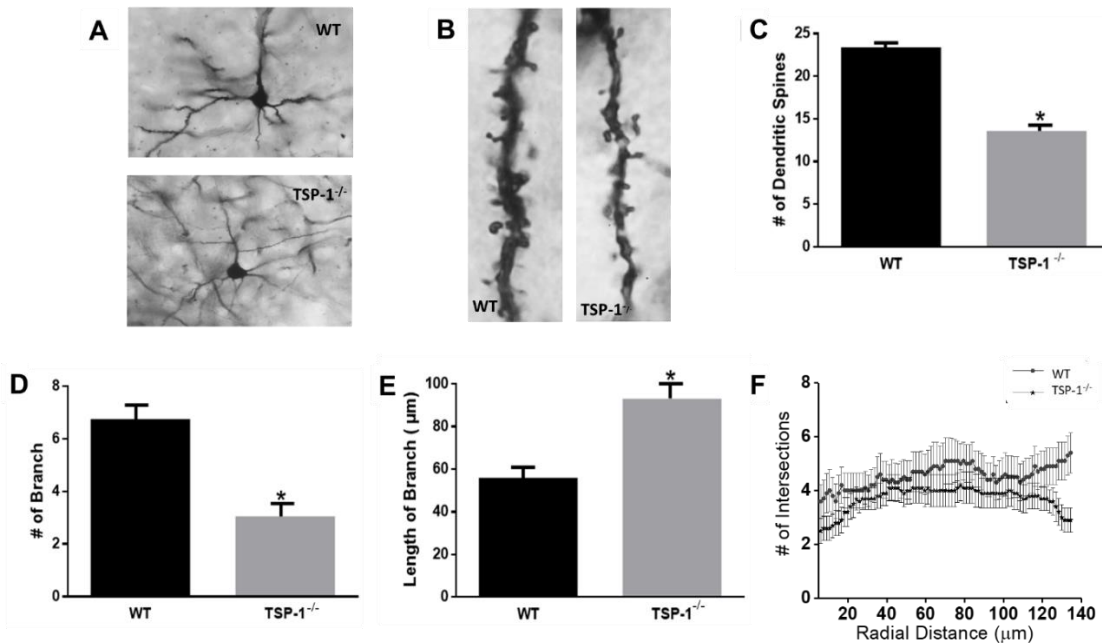 A
WT
TSP-1-/-
B
WT
TSP-1-/-
C
# of Dendritic Spines
25
20
15
10
5
0
*
WT
TSP-1 -/-
D
# of Branch
8
6
4
2
0
*
WT
TSP-1-/-
E
Length of Branch ( μm)
100
80
60
40
20
0
*
WT
TSP-1-/-
F
WT
TSP-1-/-
# of Intersections
8
6
4
2
0
20
40
60
80
100
120
140
Radial Distance (μm)